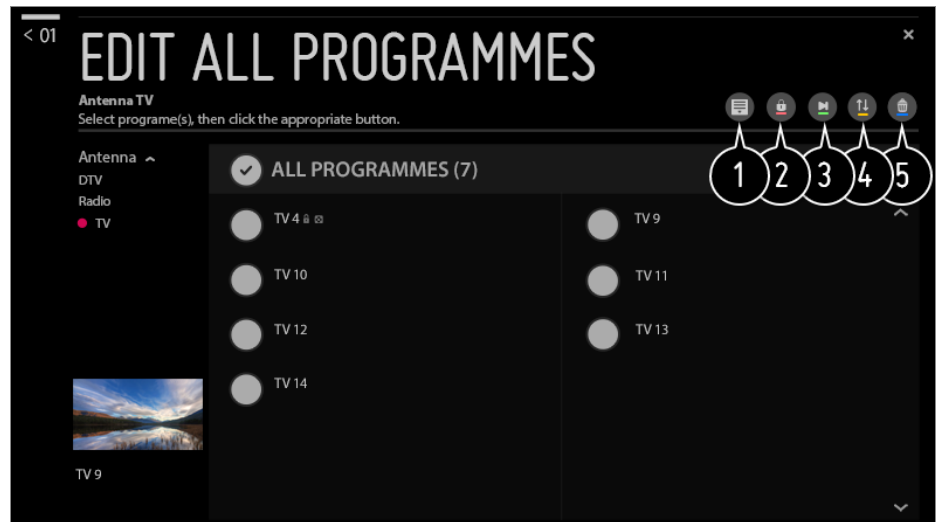 < 01
EDIT ALL PROGRAMMES
Antenna TV
Select programe(s), then click the appropriate button.
1 2 3 4 5
Antenna
DTV
Radio
TV
ALL PROGRAMMES (7)
TV 4
TV 9
TV 10
TV 11
TV 12
TV 13
TV 14
TV 9